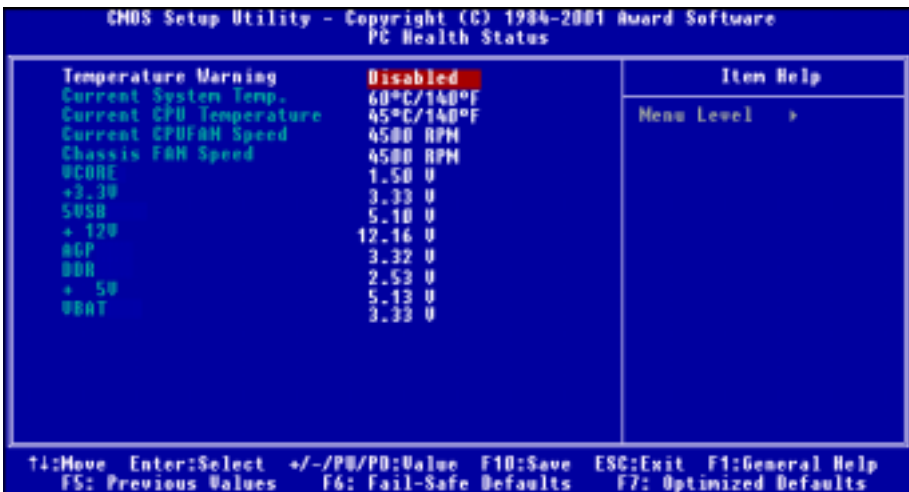 CMOS Setup Utility - Copyright (C) 1984-2001 Award Software
PC Health Status
Temperature Warning Disabled
Current System Temp. 60°C/140°F
Current CPU Temperature 45°C/140°F
Current CPUFAN Speed 4500 RPM
Chassis FAN Speed 4500 RPM
VCORE 1.50 V
+3.3V 3.33 V
5VSB 5.10 V
+ 12V 12.16 V
AGP 3.32 V
DDR 2.53 V
+ 5V 5.13 V
VBAT 3.33 V
Item Help
Menu Level ▸
↑↓:Move Enter:Select +/-/PU/PD:Value F10:Save ESC:Exit F1:General Help
F5: Previous Values F6: Fail-Safe Defaults F7: Optimized Defaults